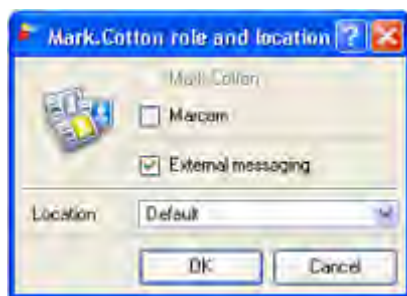 Mark.Cotton role and location
Mark Cotton
Marcom
External messaging
Location Default
OK Cancel